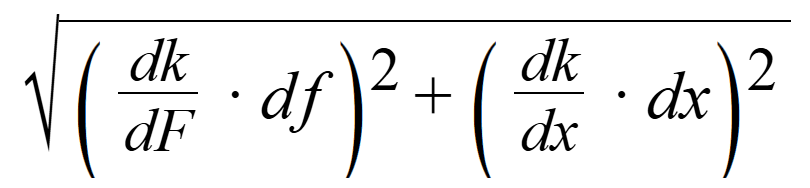 √((dk/dF · df)² + (dk/dx · dx)²)